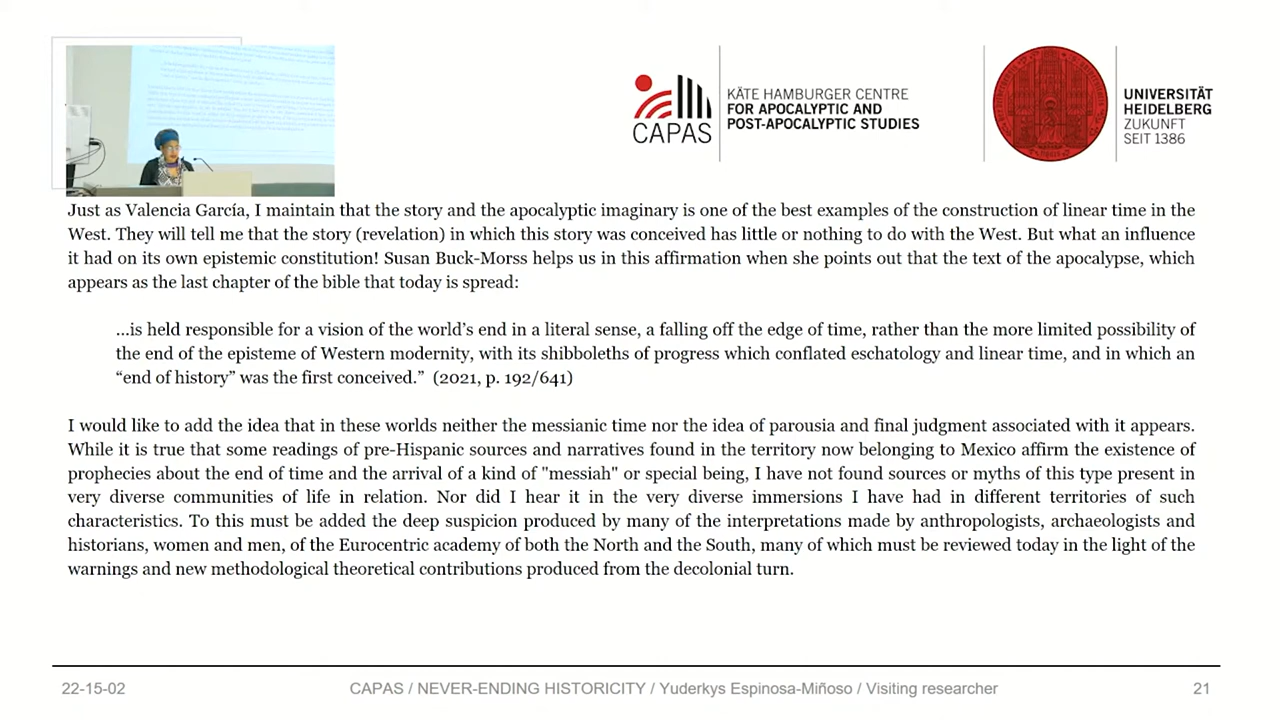 CAPAS
KÄTE HAMBURGER CENTRE
FOR APOCALYPTIC AND
POST-APOCALYPTIC STUDIES
UNIVERSITÄT
HEIDELBERG
ZUKUNFT
SEIT 1386
Just as Valencia García, I maintain that the story and the apocalyptic imaginary is one of the best examples of the construction of linear time in the
West. They will tell me that the story (revelation) in which this story was conceived has little or nothing to do with the West. But what an influence
it had on its own epistemic constitution! Susan Buck-Morss helps us in this affirmation when she points out that the text of the apocalypse, which
appears as the last chapter of the bible that today is spread:
…is held responsible for a vision of the world’s end in a literal sense, a falling off the edge of time, rather than the more limited possibility of
the end of the episteme of Western modernity, with its shibboleths of progress which conflated eschatology and linear time, and in which an
“end of history” was the first conceived.” (2021, p. 192/641)
I would like to add the idea that in these worlds neither the messianic time nor the idea of parousia and final judgment associated with it appears.
While it is true that some readings of pre-Hispanic sources and narratives found in the territory now belonging to Mexico affirm the existence of
prophecies about the end of time and the arrival of a kind of "messiah" or special being, I have not found sources or myths of this type present in
very diverse communities of life in relation. Nor did I hear it in the very diverse immersions I have had in different territories of such
characteristics. To this must be added the deep suspicion produced by many of the interpretations made by anthropologists, archaeologists and
historians, women and men, of the Eurocentric academy of both the North and the South, many of which must be reviewed today in the light of the
warnings and new methodological theoretical contributions produced from the decolonial turn.
22-15-02
CAPAS / NEVER-ENDING HISTORICITY / Yuderkys Espinosa-Miñoso / Visiting researcher
21